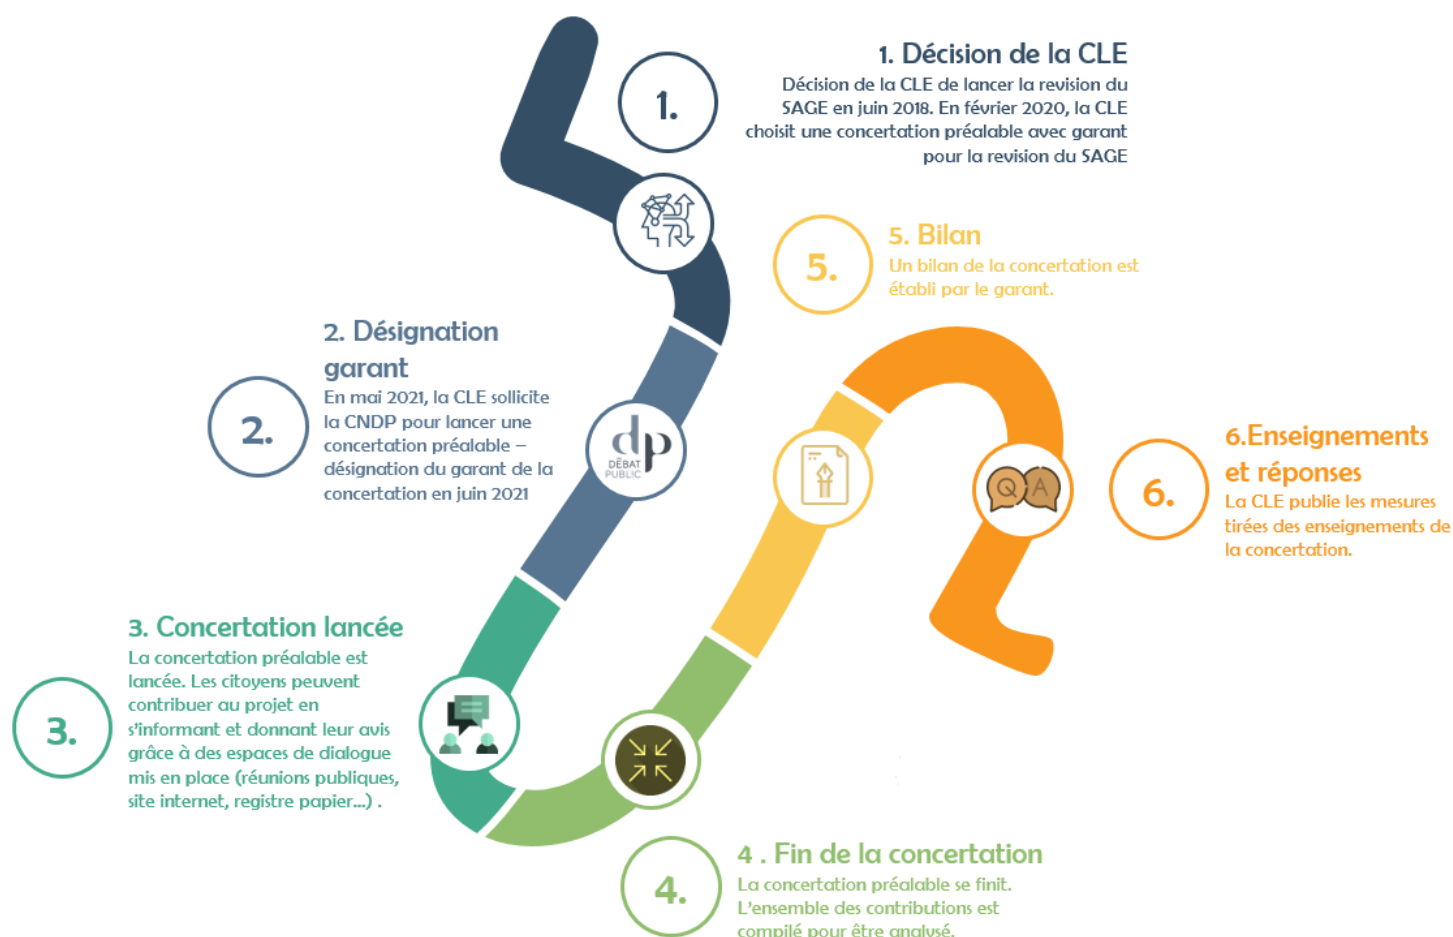 1.
1. Décision de la CLE
Décision de la CLE de lancer la revision du
SAGE en juin 2018. En février 2020, la CLE
choisit une concertation préalable avec garant
pour la revision du SAGE
2.
2. Désignation
garant
En mai 2021, la CLE sollicite
la CNDP pour lancer une
concertation préalable –
désignation du garant de la
concertation en juin 2021
dp
DÉBAT
PUBLIC
3.
3. Concertation lancée
La concertation préalable est
lancée. Les citoyens peuvent
contribuer au projet en
s'informant et donnant leur avis
grâce à des espaces de dialogue
mis en place (réunions publiques,
site internet, registre papier...) .
4.
4 . Fin de la concertation
La concertation préalable se finit.
L'ensemble des contributions est
compilé pour être analysé.
5.
5. Bilan
Un bilan de la concertation est
établi par le garant.
Q A
6.
6.Enseignements
et réponses
La CLE publie les mesures
tirées des enseignements de
la concertation.